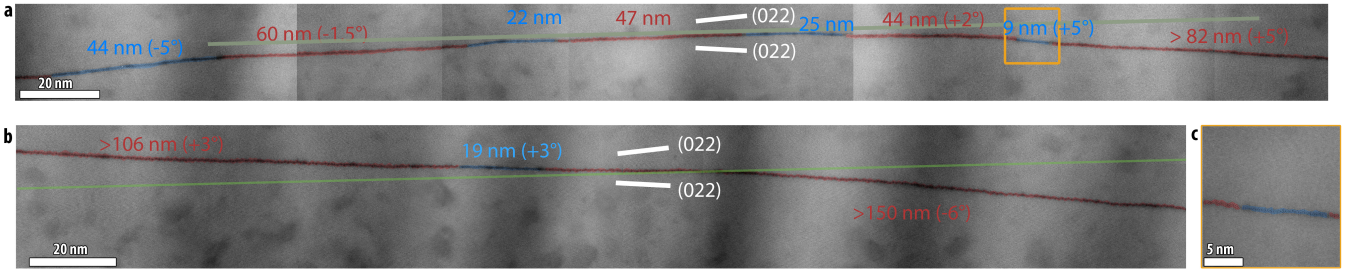 a
44 nm (-5°)
60 nm (-1.5°)
22 nm
47 nm
(022)
(022)
25 nm
44 nm (+2°)
9 nm (+5°)
> 82 nm (+5°)
20 nm
b
>106 nm (+3°)
19 nm (+3°)
(022)
(022)
>150 nm (-6°)
20 nm
c
5 nm